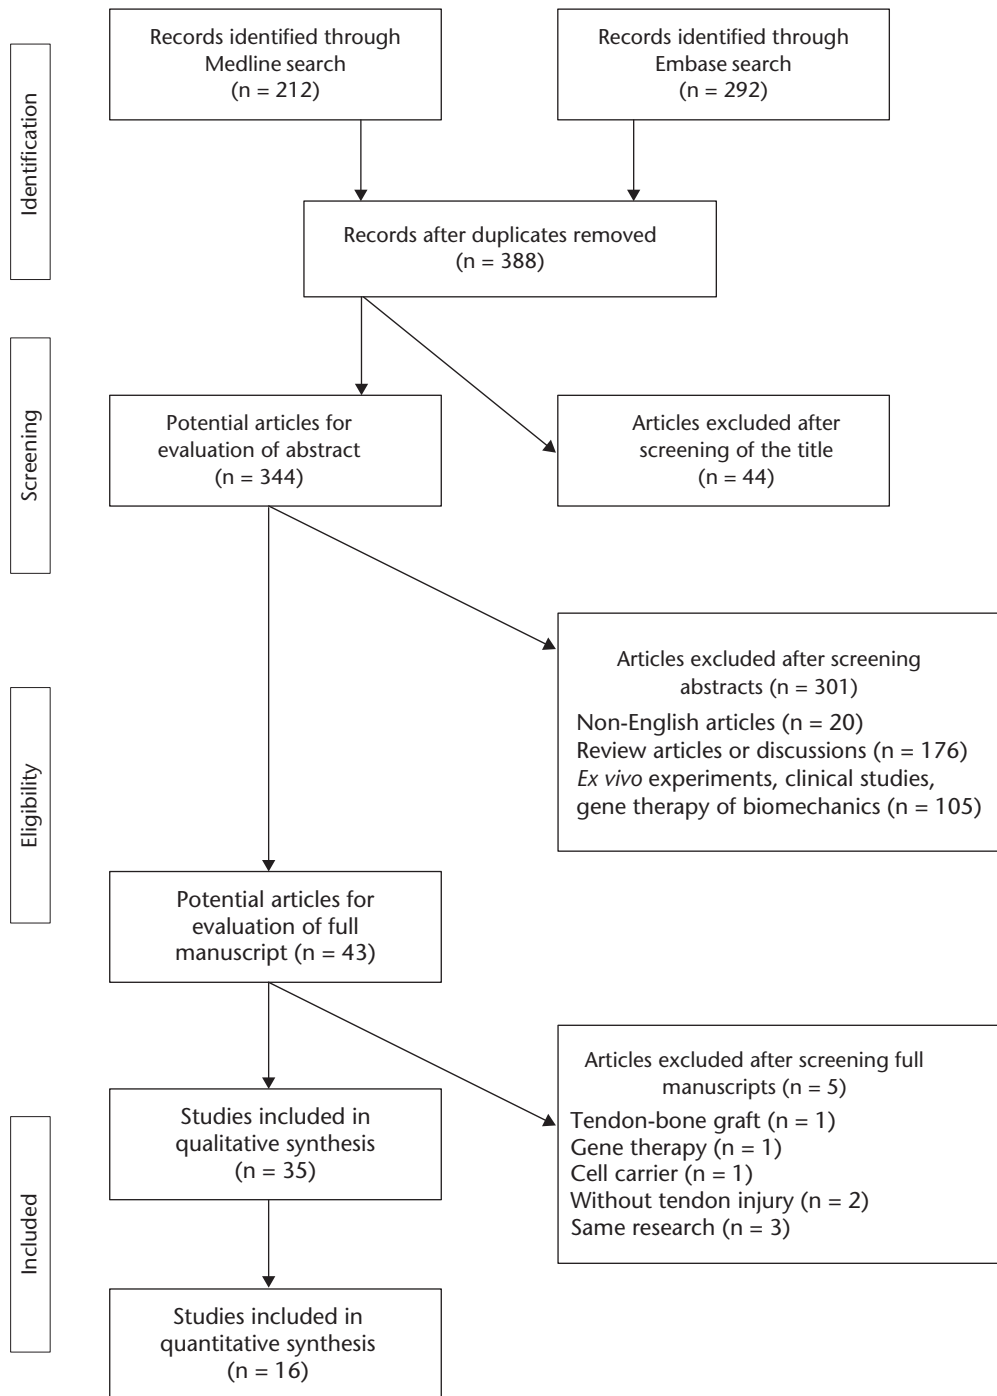 Identification
Records identified through
Medline search
(n = 212)
Records identified through
Embase search
(n = 292)
Records after duplicates removed
(n = 388)
Screening
Potential articles for
evaluation of abstract
(n = 344)
Articles excluded after
screening of the title
(n = 44)
Eligibility
Articles excluded after screening
abstracts (n = 301)
Non-English articles (n = 20)
Review articles or discussions (n = 176)
Ex vivo experiments, clinical studies,
gene therapy of biomechanics (n = 105)
Potential articles for
evaluation of full
manuscript (n = 43)
Included
Articles excluded after screening full
manuscripts (n = 5)
Tendon-bone graft (n = 1)
Gene therapy (n = 1)
Cell carrier (n = 1)
Without tendon injury (n = 2)
Same research (n = 3)
Studies included in
qualitative synthesis
(n = 35)
Studies included in
quantitative synthesis
(n = 16)